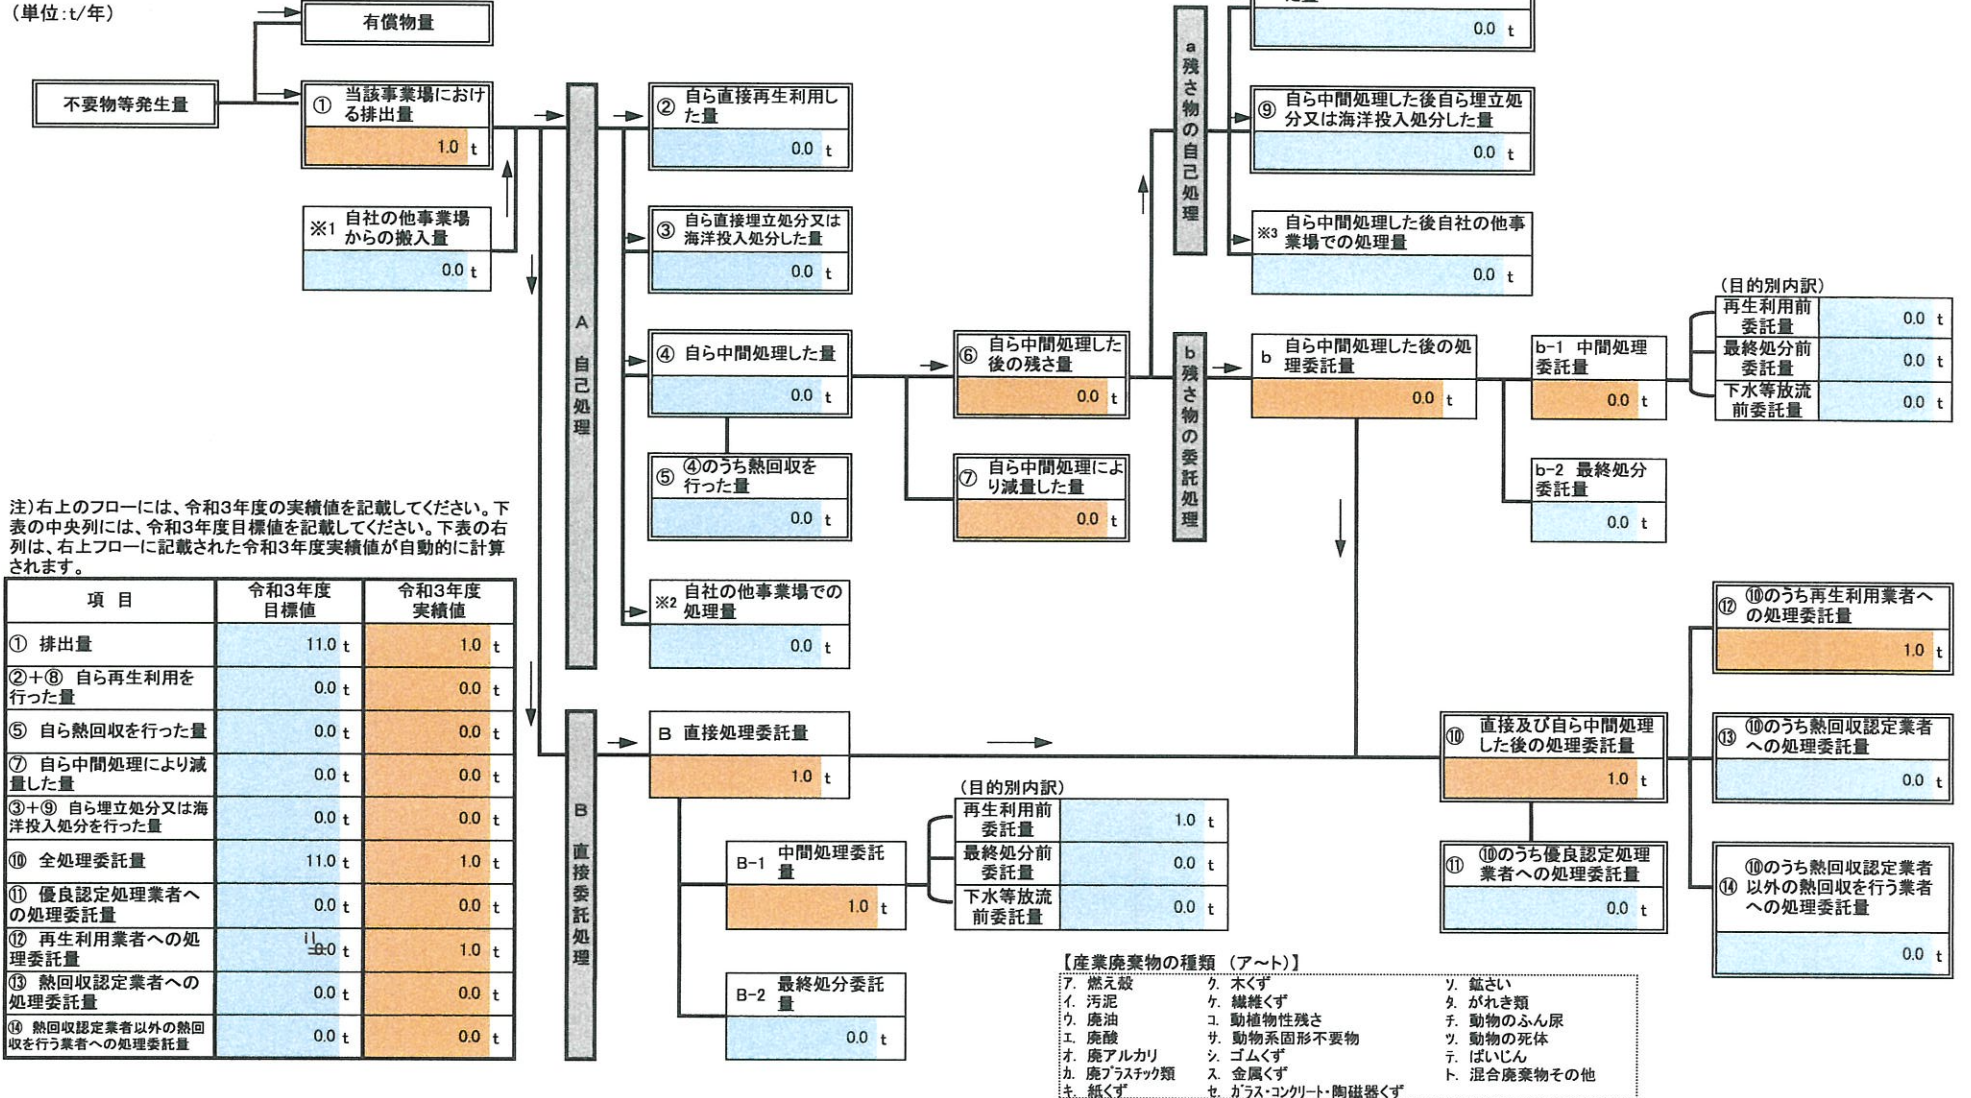 (単位:t/年)
有償物量
不要物等発生量
① 当該事業場におけ
る排出量
1.0 t
※1 自社の他事業場
からの搬入量
0.0 t
A 自己処理
② 自ら直接再生利用し
た量
0.0 t
③ 自ら直接埋立処分又は
海洋投入処分した量
0.0 t
④ 自ら中間処理した量
0.0 t
⑤ ④のうち熱回収を
行った量
0.0 t
※2 自社の他事業場での
処理量
0.0 t
⑥ 自ら中間処理した
後の残さ量
0.0 t
⑦ 自ら中間処理によ
り減量した量
0.0 t
a残さ物の自己処理
0.0 t
⑨ 自ら中間処理した後自ら埋立処
分又は海洋投入処分した量
0.0 t
※3 自ら中間処理した後自社の他事
業場での処理量
0.0 t
b残さ物の委託処理
b 自ら中間処理した後の処
理委託量
0.0 t
b-1 中間処理
委託量
0.0 t
(目的別内訳)
再生利用前
委託量
0.0 t
最終処分前
委託量
0.0 t
下水等放流
前委託量
0.0 t
b-2 最終処分
委託量
0.0 t
注)右上のフローには、令和3年度の実績値を記載してください。下
表の中央列には、令和3年度目標値を記載してください。下表の右
列は、右上フローに記載された令和3年度実績値が自動的に計算
されます。
項 目 令和3年度
目標値 令和3年度
実績値
① 排出量 11.0 t 1.0 t
②+⑧ 自ら再生利用を
行った量 0.0 t 0.0 t
⑤ 自ら熱回収を行った量 0.0 t 0.0 t
⑦ 自ら中間処理により減
量した量 0.0 t 0.0 t
③+⑨ 自ら埋立処分又は海
洋投入処分を行った量 0.0 t 0.0 t
⑩ 全処理委託量 11.0 t 1.0 t
⑪ 優良認定処理業者へ
の処理委託量 0.0 t 0.0 t
⑫ 再生利用業者への処
理委託量 11 0.0 t 1.0 t
⑬ 熱回収認定業者への
処理委託量 0.0 t 0.0 t
⑭ 熱回収認定業者以外の熱回
収を行う業者への処理委託量 0.0 t 0.0 t
B 直接委託処理
B 直接処理委託量
1.0 t
B-1 中間処理委託
量
1.0 t
(目的別内訳)
再生利用前
委託量
1.0 t
最終処分前
委託量
0.0 t
下水等放流
前委託量
0.0 t
B-2 最終処分委託
量
0.0 t
⑩ 直接及び自ら中間処理
した後の処理委託量
1.0 t
⑪ ⑩のうち優良認定処理
業者への処理委託量
0.0 t
⑫ ⑩のうち再生利用業者へ
の処理委託量
1.0 t
⑬ ⑩のうち熱回収認定業者
への処理委託量
0.0 t
⑭ ⑩のうち熱回収認定業者
以外の熱回収を行う業者
への処理委託量
0.0 t
【産業廃棄物の種類 (ア~ト)】
ア. 燃え殻
イ. 汚泥
ウ. 廃油
エ. 廃酸
オ. 廃アルカリ
カ. 廃プラスチック類
キ. 紙くず
ク. 木くず
ケ. 繊維くず
コ. 動植物性残さ
サ. 動物系固形不要物
シ. ゴムくず
ス. 金属くず
セ. ガラス・コンクリート・陶磁器くず
ソ. 鉱さい
タ. がれき類
チ. 動物のふん尿
ツ. 動物の死体
テ. ばいじん
ト. 混合廃棄物その他